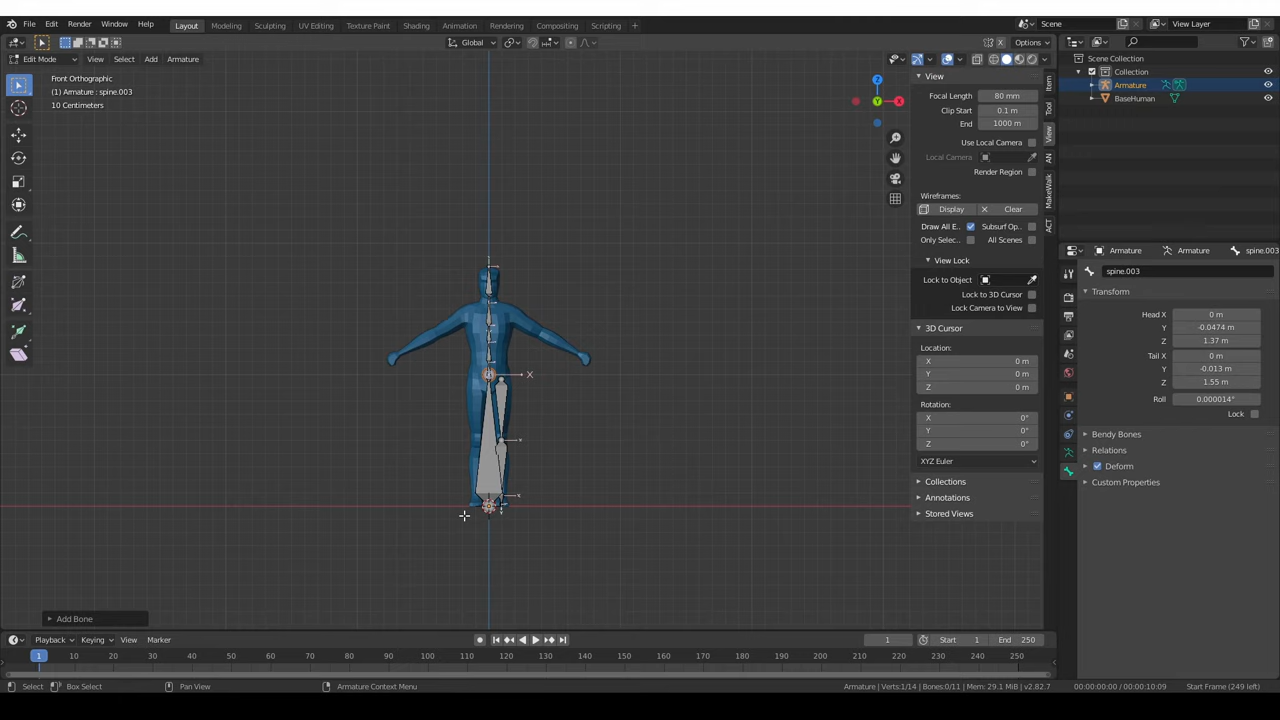 File Edit Render Window Help Layout Modeling Sculpting UV Editing Texture Paint Shading Animation Rendering Compositing Scripting + Scene View Layer
Global Options
Edit Mode View Select Add Armature
Front Orthographic
(1) Armature : spine.003
10 Centimeters
X
Z
Y
X
View
Focal Length 80 mm
Clip Start 0.1 m
End 1000 m
Use Local Camera
Local Camera
Render Region
Wireframes:
Display Clear
Draw All E.. Subsurf Op..
Only Selec.. All Scenes
View Lock
Lock to Object
Lock to 3D Cursor
Lock Camera to View
3D Cursor
Location:
X 0 m
Y 0 m
Z 0 m
Rotation:
X 0°
Y 0°
Z 0°
XYZ Euler
Collections
Annotations
Stored Views
Item
Tool
View
AN
MakeWalk
ACT
Scene Collection
Collection
Armature
BaseHuman
Armature Armature spine.003
spine.003
Transform
Head X 0 m
Y -0.0474 m
Z 1.37 m
Tail X 0 m
Y -0.013 m
Z 1.55 m
Roll 0.000014°
Lock
Bendy Bones
Relations
Deform
Custom Properties
Add Bone
Playback Keying View Marker 1 Start 1 End 250
1 10 20 30 40 50 60 70 80 90 100 110 120 130 140 150 160 170 180 190 200 210 220 230 240 250
Select Box Select Pan View Armature Context Menu Armature | Verts:1/14 | Bones:0/11 | Mem: 29.1 MiB | v2.82.7 00:00:00:00 / 00:00:10:09 Start Frame (249 left)